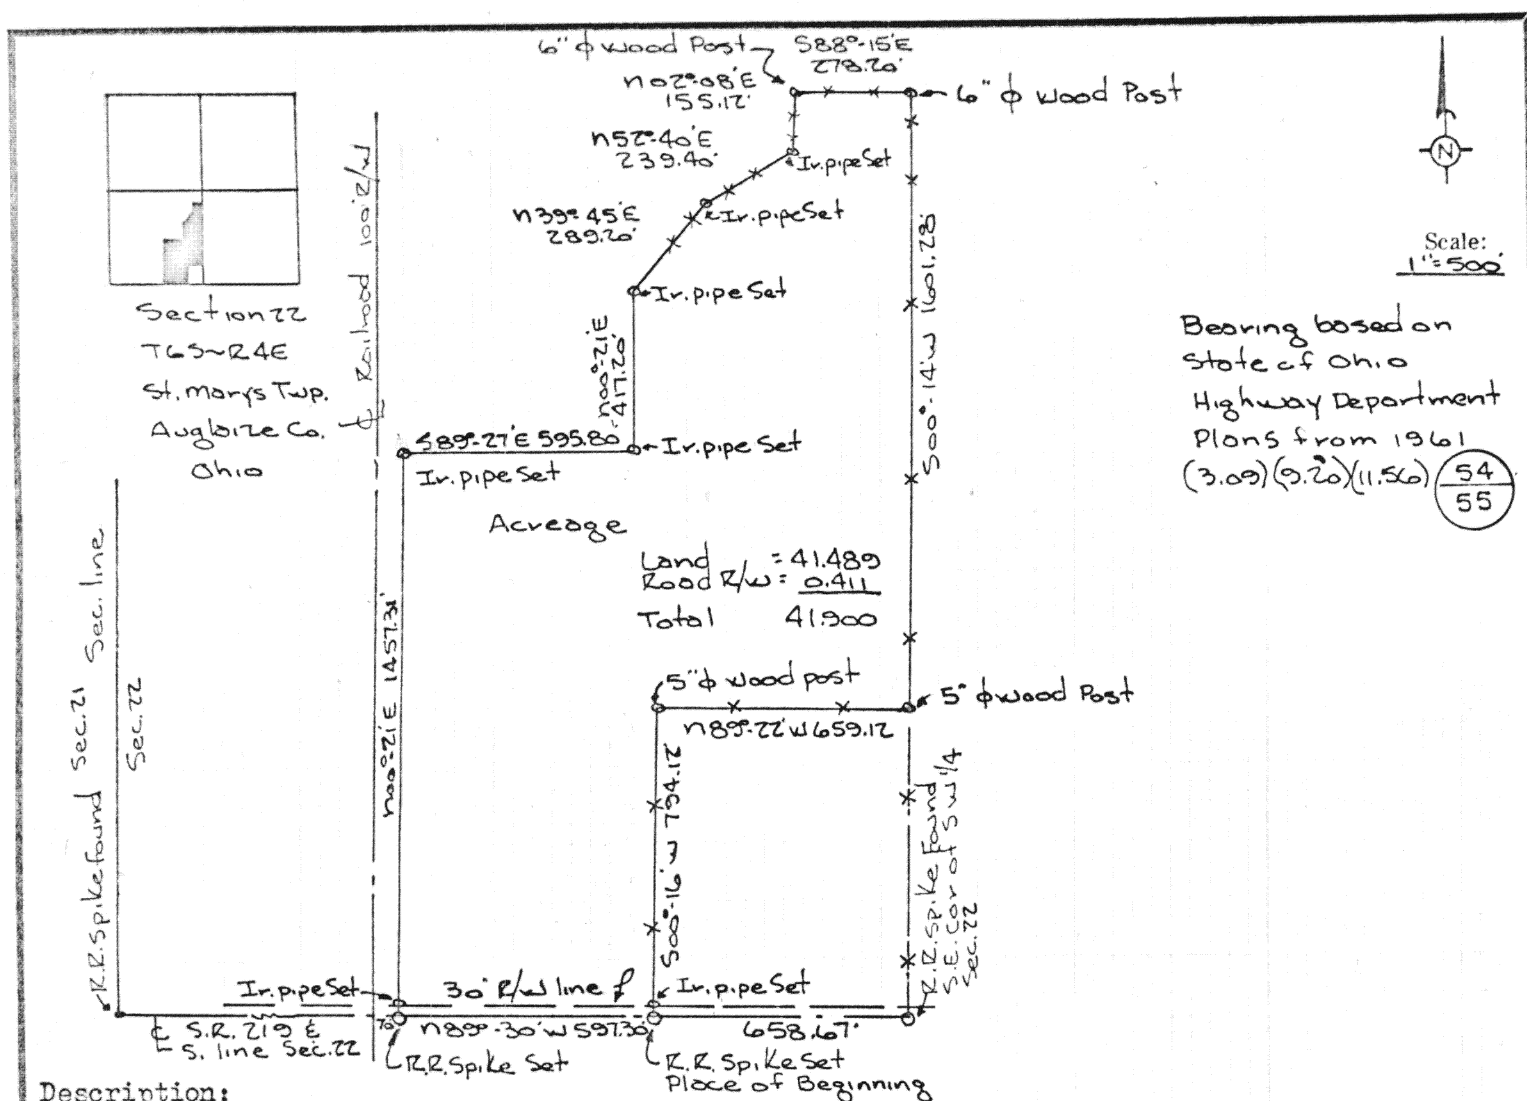 6" ϕ wood Post
S88°-15'E
278.20'
n02°-08'E
155.12'
6" ϕ wood Post
n52°-40'E
239.40'
Ir. pipe Set
n39°-45'E
289.20'
Ir. pipe Set
Ir. pipe Set
n00°-21'E
417.20'
S00°-14'W 1601.28'
N
Scale:
1"=500'
Bearing based on
State of Ohio
Highway Department
Plans from 1961
(3.09)(9.20)(11.56)
54
55
Section 22
T6S~R4E
St. Marys Twp.
Auglaize Co.
Ohio
℄ Railroad 100' R/W
S89°-27'E 595.80'
Ir. pipe Set
Ir. pipe Set
Acreage
Land = 41.489
Road R/W = 0.411
Total 41.900
n00°-21'E 1457.31'
R.R. Spike found Sec. 21 Sec. line
Sec. 22
5" ϕ wood post
5" ϕ wood Post
n89°-22'W 659.12
S00°-16'W 794.12'
R.R. Spike Found
S.E. Cor of SW 1/4
Sec. 22
Ir. pipe Set
30' R/W line
Ir. pipe Set
℄ S.R. 219 &
S. line Sec. 22
n89°-30'W 597.30'
658.67'
R.R. Spike Set
R.R. Spike Set
Place of Beginning
Description: